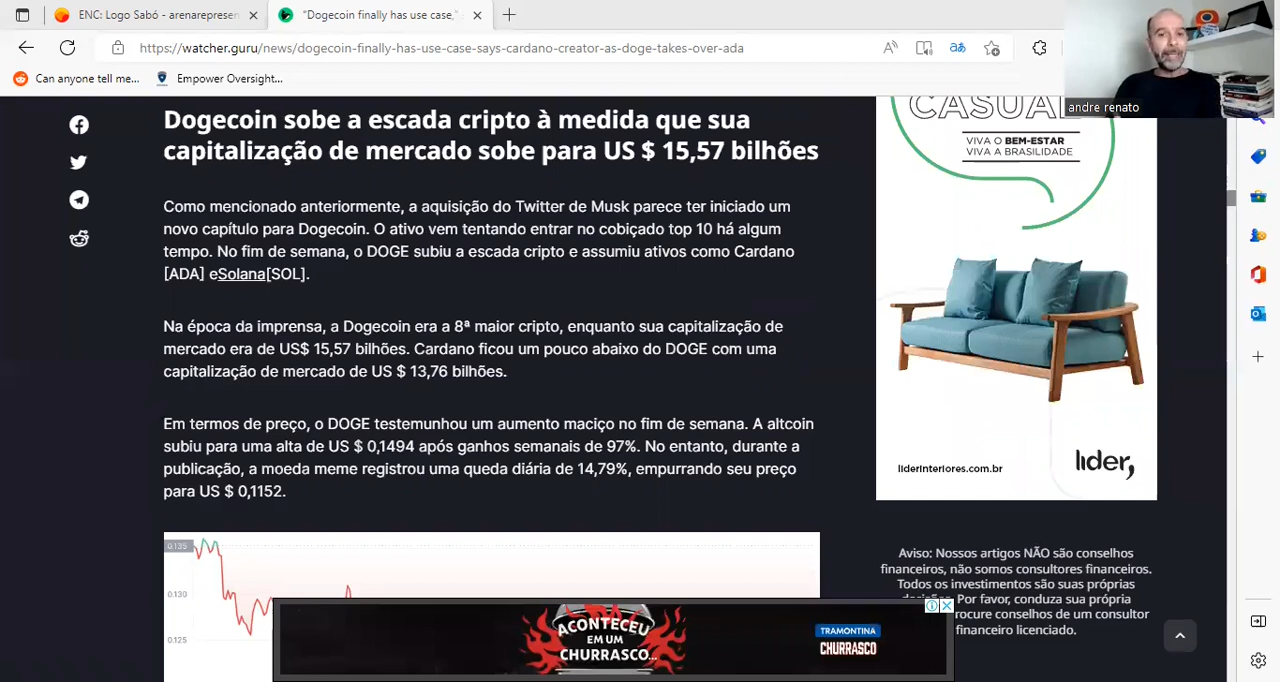 ENC: Logo Sabó - arenarepresen
"Dogecoin finally has use case,"
https://watcher.guru/news/dogecoin-finally-has-use-case-says-cardano-creator-as-doge-takes-over-ada
Can anyone tell me...
Empower Oversight...
andre renato
Dogecoin sobe a escada cripto à medida que sua
capitalização de mercado sobe para US $ 15,57 bilhões
Como mencionado anteriormente, a aquisição do Twitter de Musk parece ter iniciado um
novo capítulo para Dogecoin. O ativo vem tentando entrar no cobiçado top 10 há algum
tempo. No fim de semana, o DOGE subiu a escada cripto e assumiu ativos como Cardano
[ADA] eSolana[SOL].
Na época da imprensa, a Dogecoin era a 8ª maior cripto, enquanto sua capitalização de
mercado era de US$ 15,57 bilhões. Cardano ficou um pouco abaixo do DOGE com uma
capitalização de mercado de US $ 13,76 bilhões.
Em termos de preço, o DOGE testemunhou um aumento maciço no fim de semana. A altcoin
subiu para uma alta de US $ 0,1494 após ganhos semanais de 97%. No entanto, durante a
publicação, a moeda meme registrou uma queda diária de 14,79%, empurrando seu preço
para US $ 0,1152.
0.135
0.130
0.125
CASUAL
VIVA O BEM-ESTAR
VIVA A BRASILIDADE
liderinteriores.com.br
lider,
Aviso: Nossos artigos NÃO são conselhos
financeiros, não somos consultores financeiros.
Todos os investimentos são suas próprias
Por favor, conduza sua própria
rocure conselhos de um consultor
financeiro licenciado.
ACONTECEU
EM UM
CHURRASCO...
TRAMONTINA
CHURRASCO